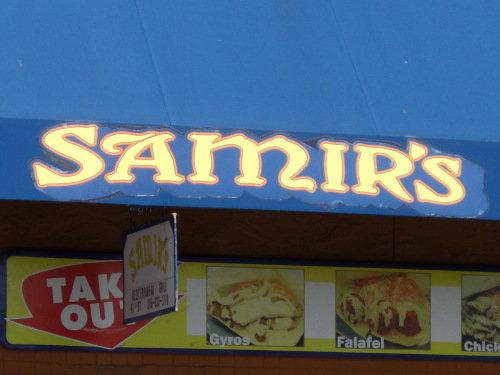 SAMIR'S
SAMIR'S
TAKE
OUT
Gyros
Falafel
Chick